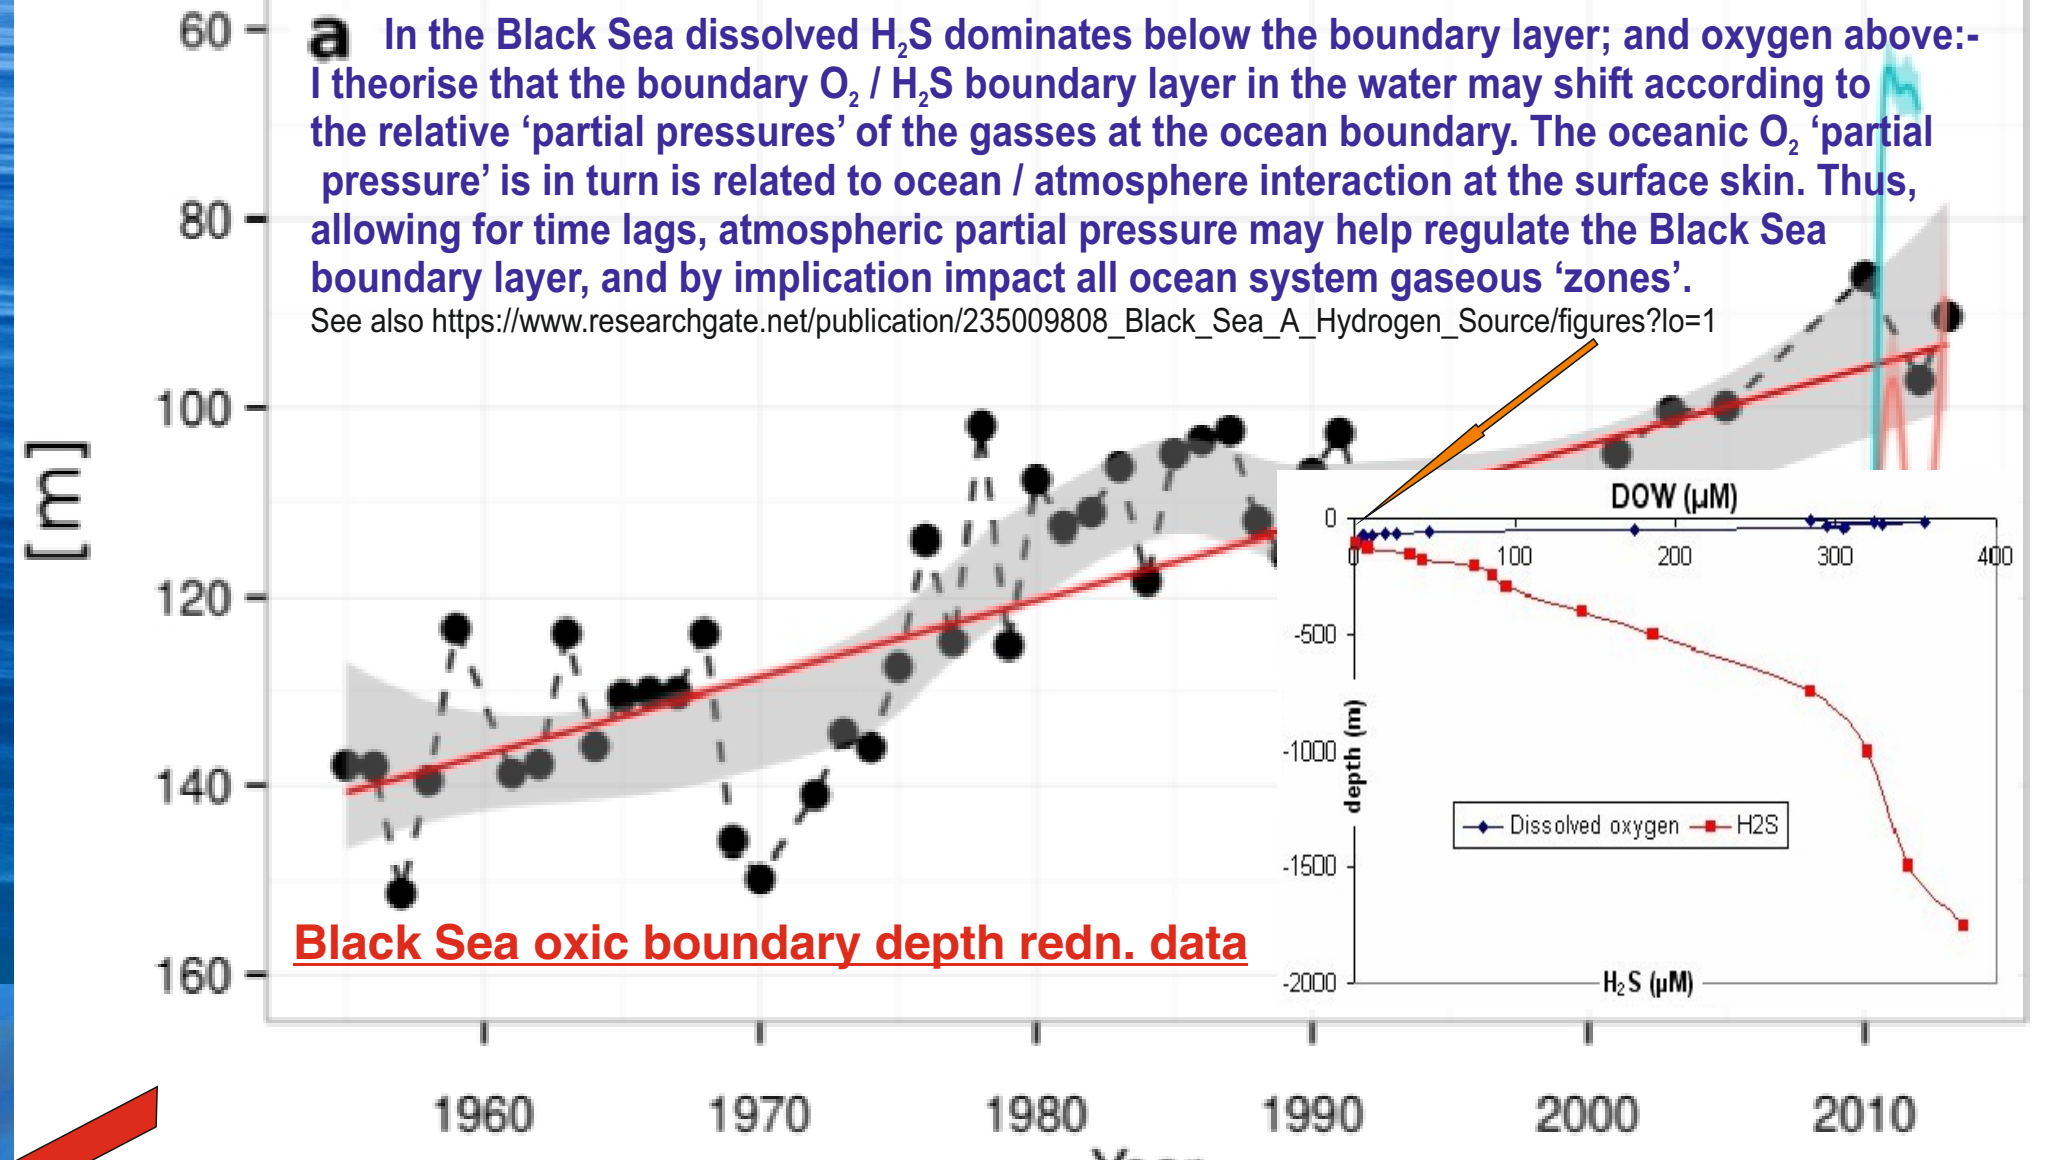 a In the Black Sea dissolved H₂S dominates below the boundary layer; and oxygen above:-
I theorise that the boundary O₂ / H₂S boundary layer in the water may shift according to
the relative ‘partial pressures’ of the gasses at the ocean boundary. The oceanic O₂ ‘partial
pressure’ is in turn is related to ocean / atmosphere interaction at the surface skin. Thus,
allowing for time lags, atmospheric partial pressure may help regulate the Black Sea
boundary layer, and by implication impact all ocean system gaseous ‘zones’.
See also https://www.researchgate.net/publication/235009808_Black_Sea_A_Hydrogen_Source/figures?lo=1
60
80
100
120
140
160
[m]
DOW (µM)
0
0 100 200 300 400
-500
-1000
-1500
-2000
depth (m)
Dissolved oxygen H2S
H₂S (µM)
Black Sea oxic boundary depth redn. data
1960 1970 1980 1990 2000 2010